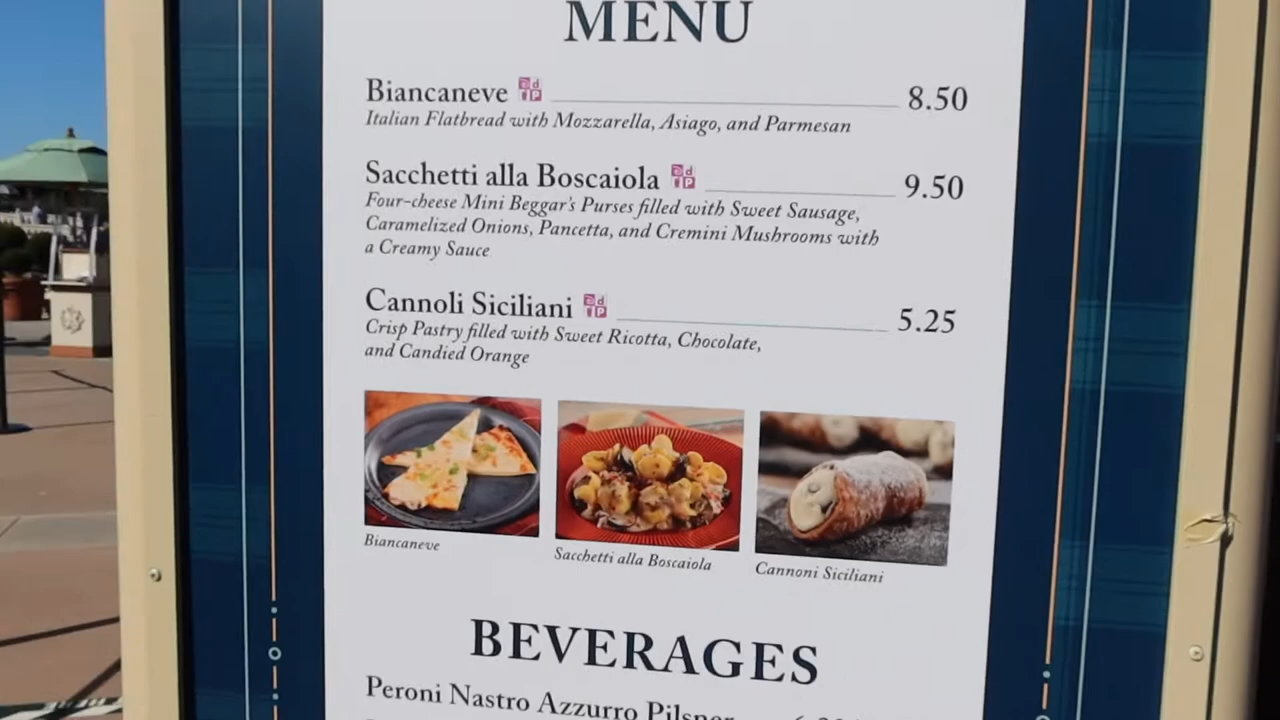 MENU
Biancaneve 8.50
Italian Flatbread with Mozzarella, Asiago, and Parmesan
Sacchetti alla Boscaiola 9.50
Four-cheese Mini Beggar's Purses filled with Sweet Sausage,
Caramelized Onions, Pancetta, and Cremini Mushrooms with
a Creamy Sauce
Cannoli Siciliani 5.25
Crisp Pastry filled with Sweet Ricotta, Chocolate,
and Candied Orange
Biancaneve
Sacchetti alla Boscaiola
Cannoni Siciliani
BEVERAGES
Peroni Nastro Azzurro Pilsner